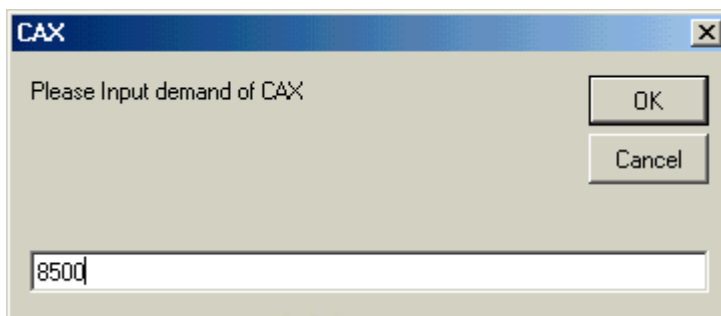 CAX
Please Input demand of CAX
OK
Cancel
8500